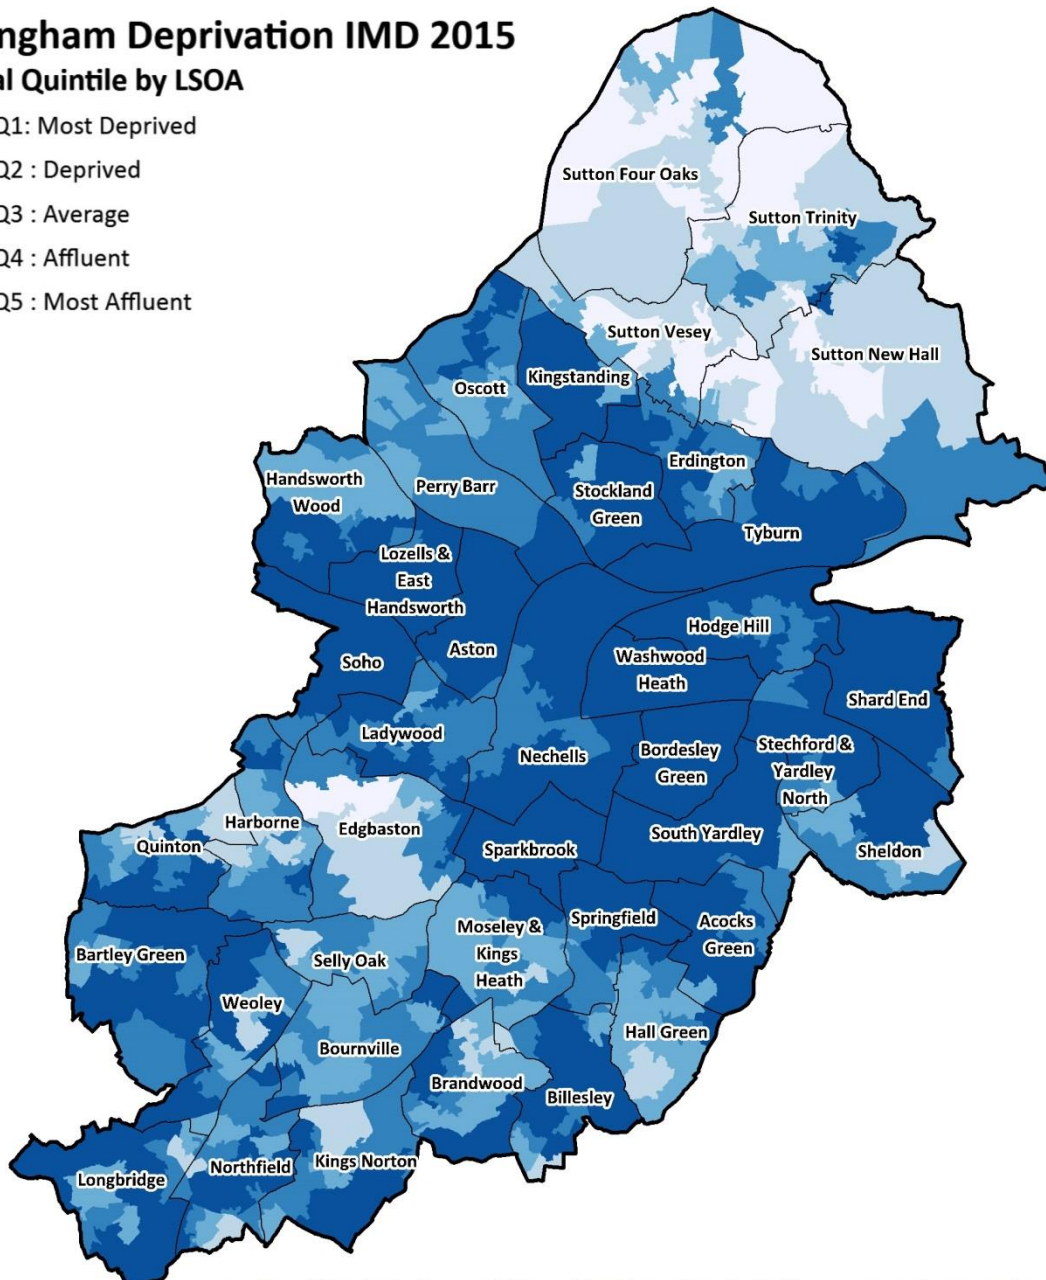 ngham Deprivation IMD 2015
al Quintile by LSOA
Q1: Most Deprived
Q2 : Deprived
Q3 : Average
Q4 : Affluent
Q5 : Most Affluent
Sutton Four Oaks
Sutton Trinity
Sutton Vesey
Sutton New Hall
Kingstanding
Oscott
Erdington
Handsworth
Wood
Perry Barr
Stockland
Green
Tyburn
Lozells &
East
Handsworth
Hodge Hill
Aston
Washwood
Heath
Soho
Shard End
Ladywood
Nechells
Bordesley
Green
Stechford &
Yardley
North
Harborne
Edgbaston
South Yardley
Quinton
Sparkbrook
Sheldon
Springfield
Acocks
Green
Moseley &
Kings
Heath
Bartley Green
Selly Oak
Weoley
Hall Green
Bournville
Brandwood
Billesley
Northfield
Kings Norton
Longbridge